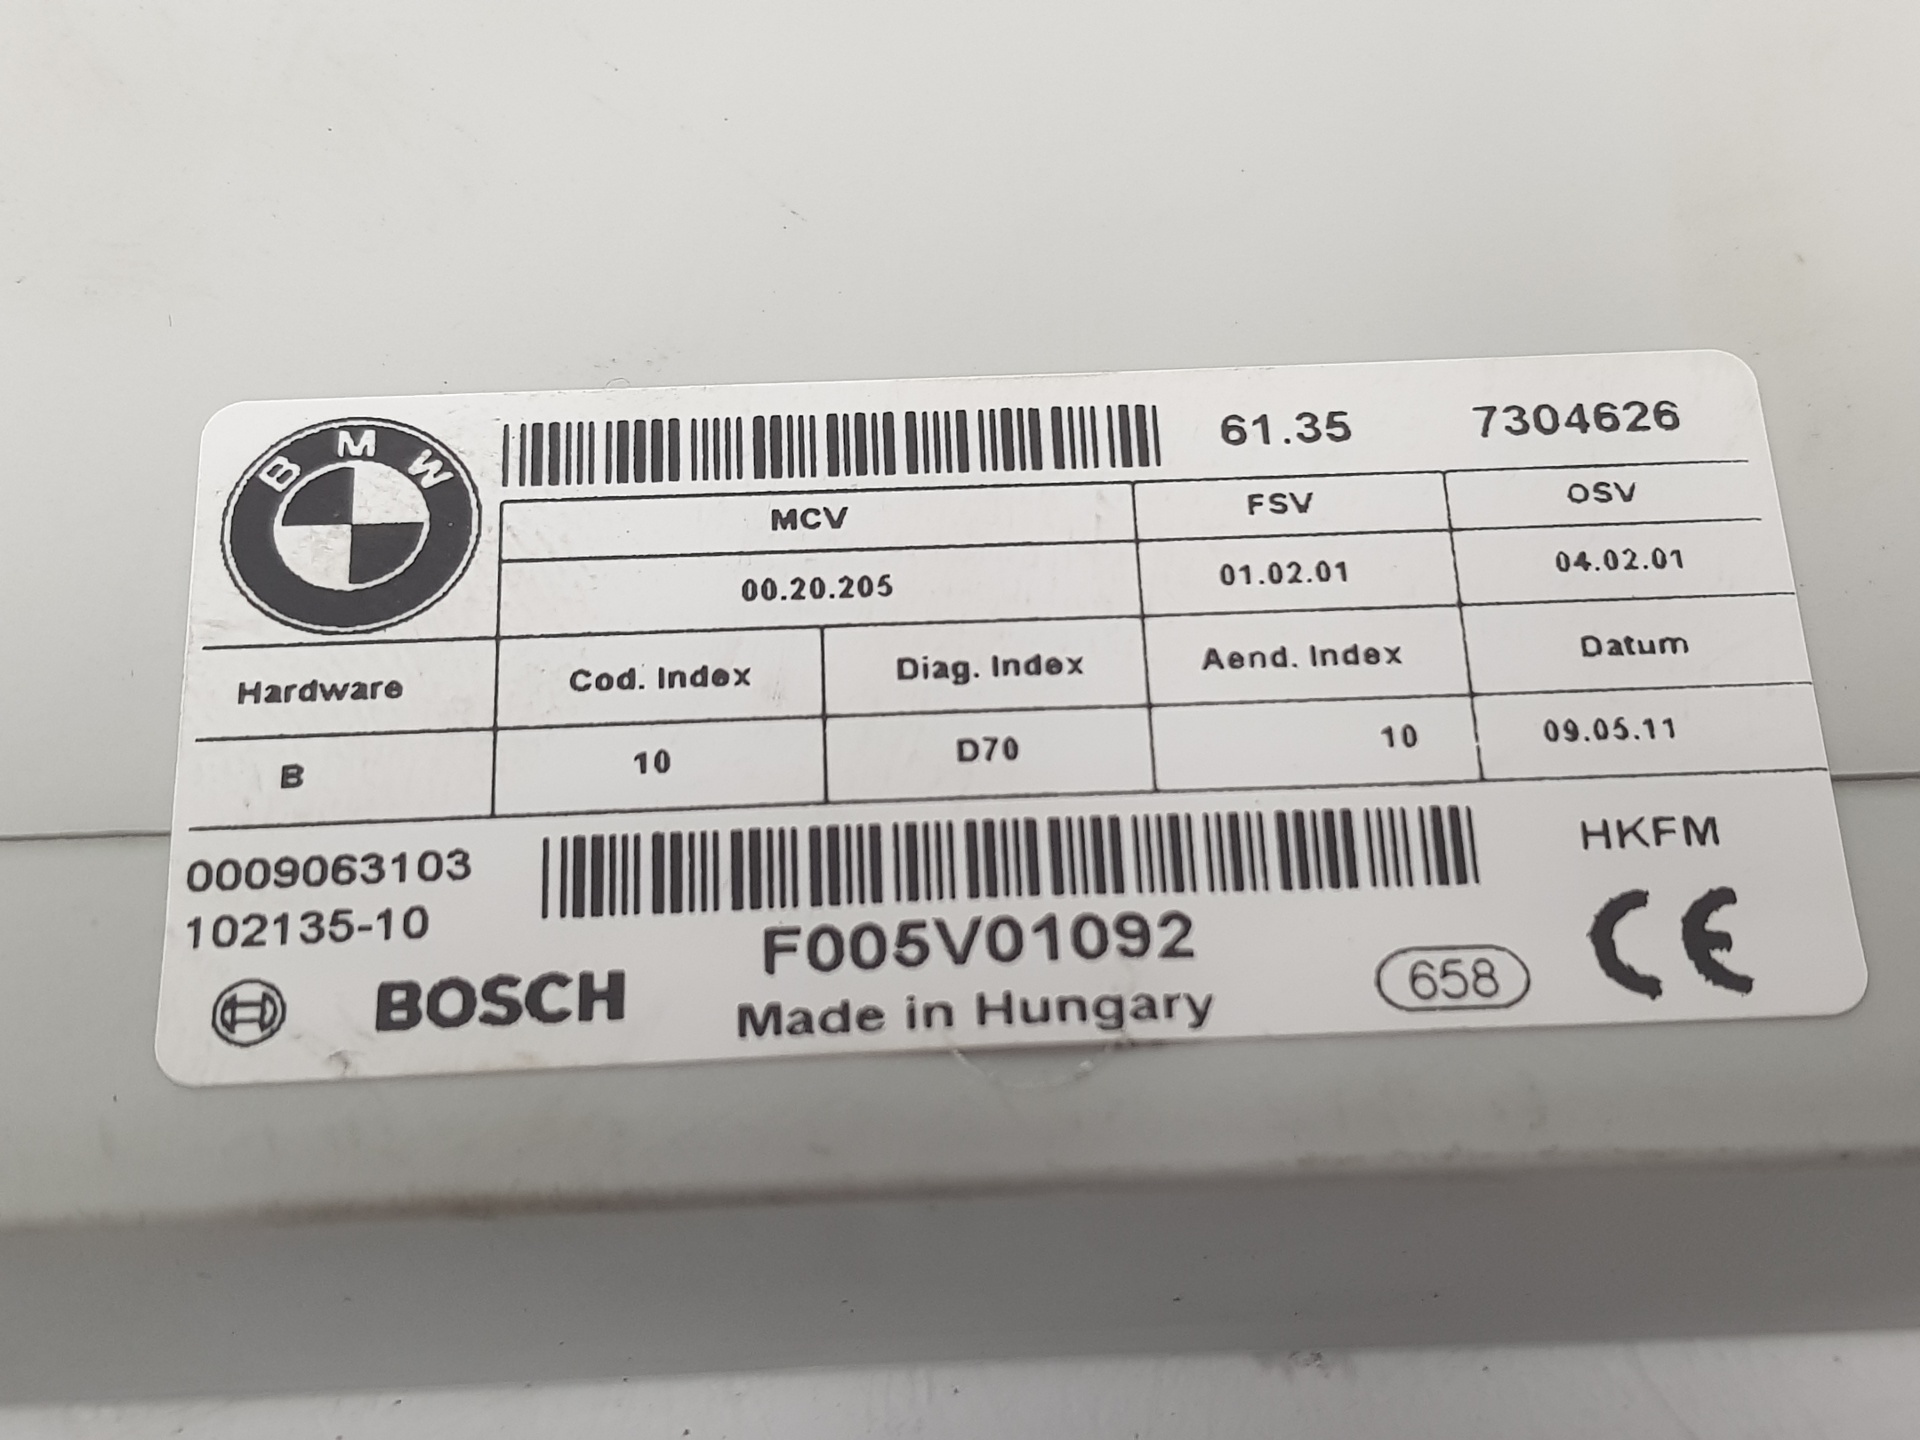 BMW
61.35 7304626
MCV FSV OSV
00.20.205 01.02.01 04.02.01
Hardware Cod. Index Diag. Index Aend. Index Datum
B 10 D70 10 09.05.11
0009063103 HKFM
102135-10
F005V01092
BOSCH Made in Hungary 658 CE